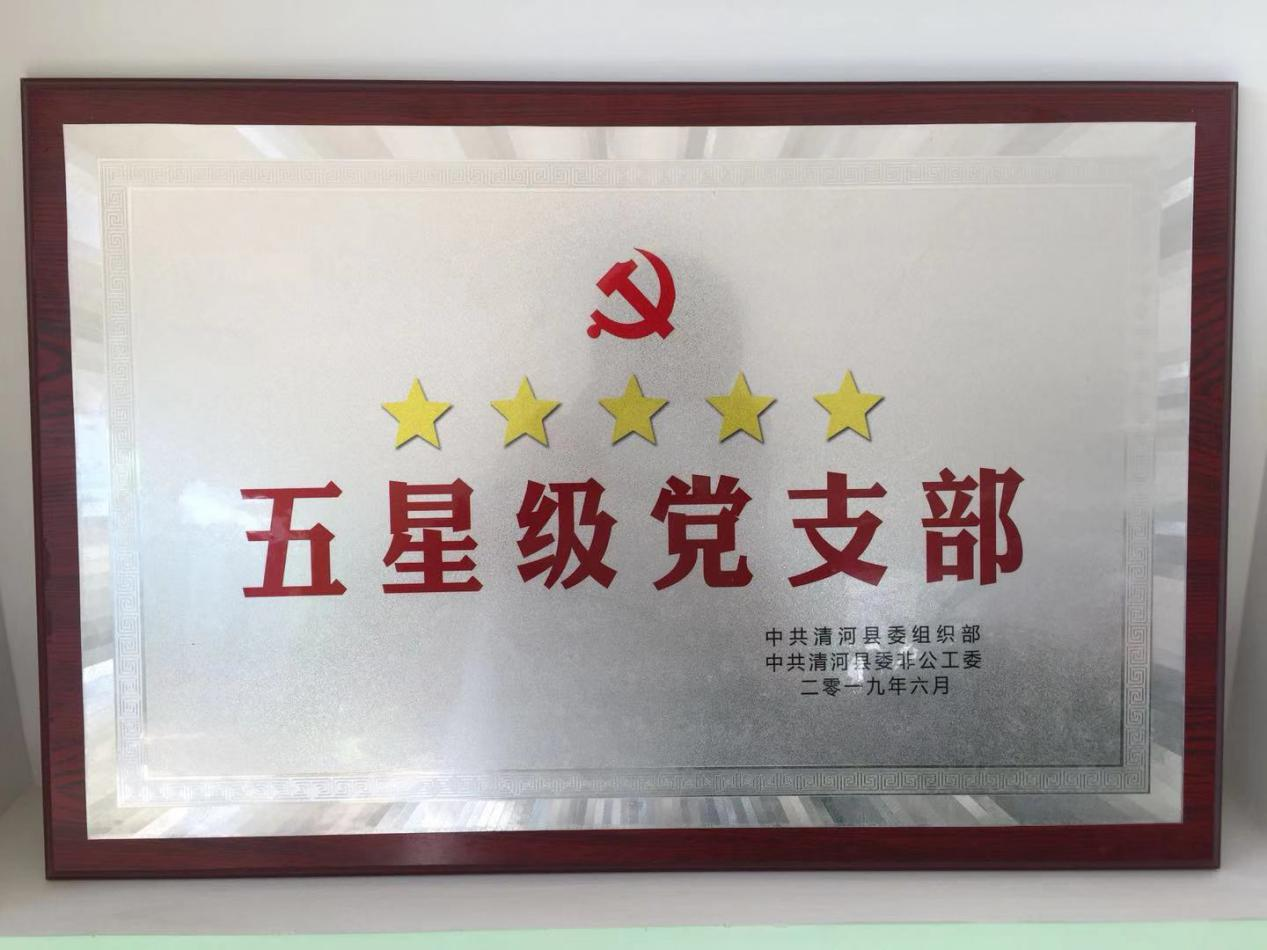 五星级党支部
中共清河县委组织部
中共清河县委非公工委
二零一九年六月